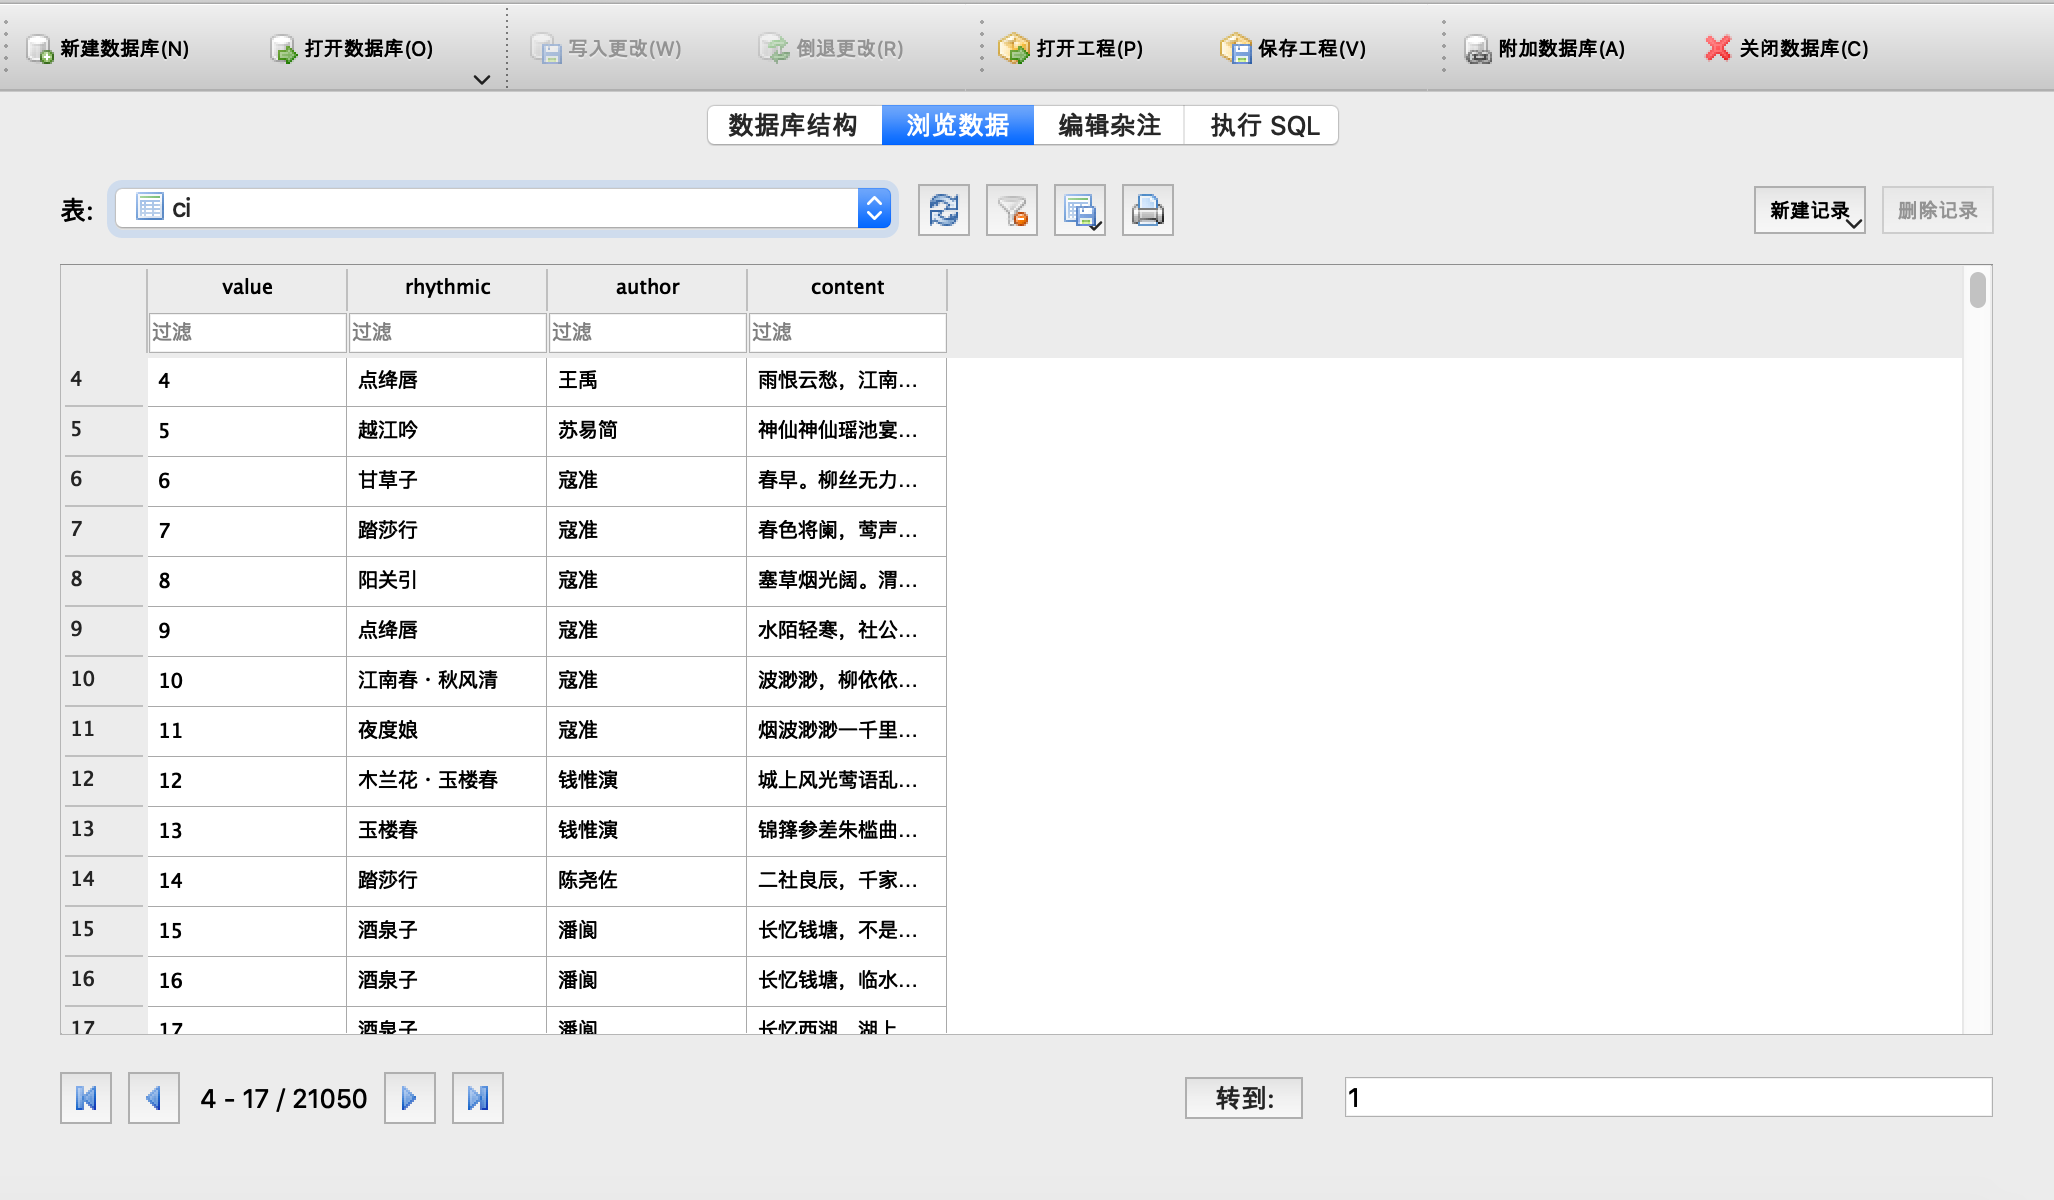 新建数据库(N) 打开数据库(O) 写入更改(W) 倒退更改(R) 打开工程(P) 保存工程(V) 附加数据库(A) 关闭数据库(C)
数据库结构 浏览数据 编辑杂注 执行 SQL
表: ci 新建记录 删除记录
value rhythmic author content
过滤 过滤 过滤 过滤
4 4 点绛唇 王禹 雨恨云愁，江南...
5 5 越江吟 苏易简 神仙神仙瑶池宴...
6 6 甘草子 寇准 春早。柳丝无力...
7 7 踏莎行 寇准 春色将阑，莺声...
8 8 阳关引 寇准 塞草烟光阔。渭...
9 9 点绛唇 寇准 水陌轻寒，社公...
10 10 江南春·秋风清 寇准 波渺渺，柳依依...
11 11 夜度娘 寇准 烟波渺渺一千里...
12 12 木兰花·玉楼春 钱惟演 城上风光莺语乱...
13 13 玉楼春 钱惟演 锦箨参差朱槛曲...
14 14 踏莎行 陈尧佐 二社良辰，千家...
15 15 酒泉子 潘阆 长忆钱塘，不是...
16 16 酒泉子 潘阆 长忆钱塘，临水...
17 17 酒泉子 潘阆 长忆西湖 湖上
4 - 17 / 21050 转到: 1